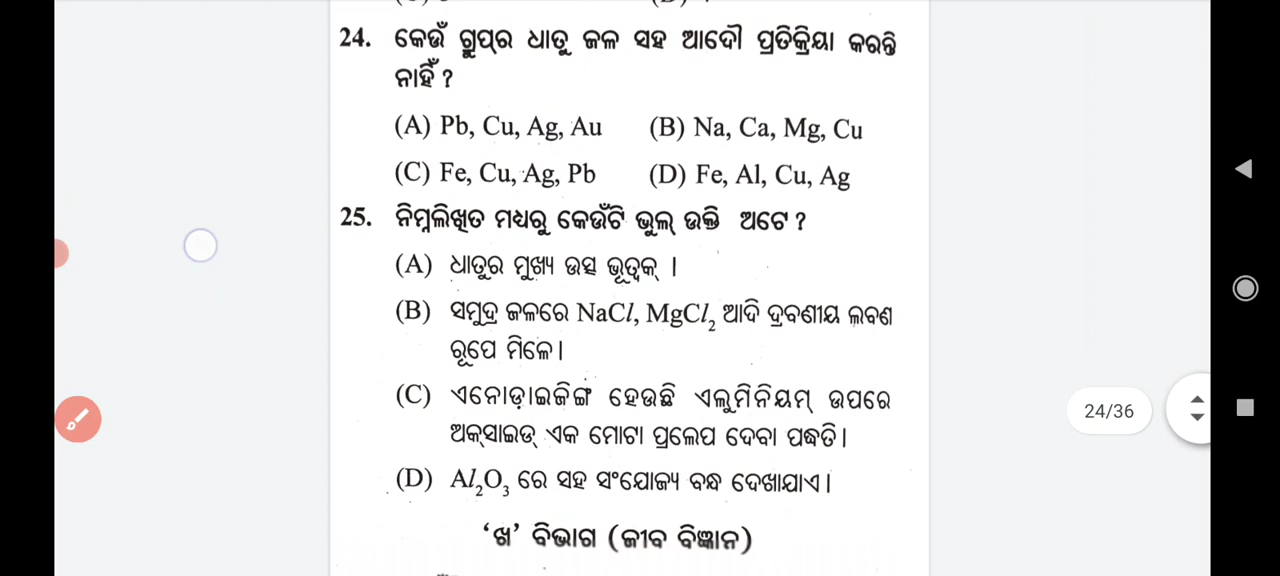 24. କେଉଁ ଗ୍ରୁପ୍‌ର ଧାତୁ ଜଳ ସହ ଆଦୌ ପ୍ରତିକ୍ରିୟା କରନ୍ତି
ନାହିଁ ?
(A) Pb, Cu, Ag, Au (B) Na, Ca, Mg, Cu
(C) Fe, Cu, Ag, Pb (D) Fe, Al, Cu, Ag
25. ନିମ୍ନଲିଖିତ ମଧ୍ୟରୁ କେଉଁଟି ଭୁଲ୍ ଉକ୍ତି ଅଟେ ?
(A) ଧାତୁର ମୁଖ୍ୟ ଉତ୍ସ ଭୂତ୍ୱକ୍ ।
(B) ସମୁଦ୍ର ଜଳରେ NaCl, MgCl₂ ଆଦି ଦ୍ରବଣୀୟ ଲବଣ
ରୂପେ ମିଳେ।
(C) ଏନୋଡ଼ାଇଜିଙ୍ଗ ହେଉଛି ଏଲୁମିନିୟମ୍ ଉପରେ
ଅକ୍‌ସାଇଡ୍ ଏକ ମୋଟା ପ୍ରଲେପ ଦେବା ପଦ୍ଧତି।
24/36
(D) Al₂O₃ ରେ ସହ ସଂଯୋଜ୍ୟ ବନ୍ଧ ଦେଖାଯାଏ।
‘ଖ’ ବିଭାଗ (ଜୀବ ବିଜ୍ଞାନ)